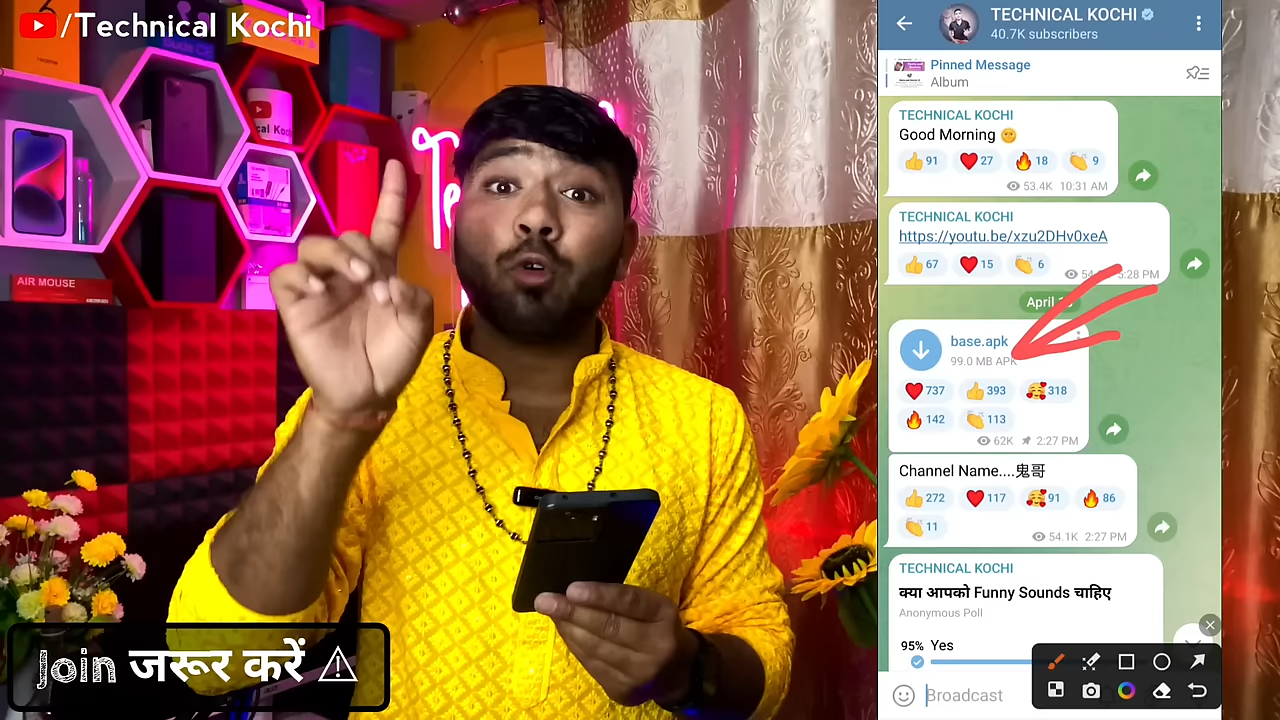 /Technical Kochi
AIR MOUSE
Join जरूर करें
TECHNICAL KOCHI
40.7K subscribers
Pinned Message
Album
TECHNICAL KOCHI
Good Morning 🌞
👍 91 ❤️ 27 🔥 18 👏 9
53.4K 10:31 AM
TECHNICAL KOCHI
https://youtu.be/xzu2DHv0xeA
👍 67 ❤️ 15 👏 6
5:28 PM
April
base.apk
99.0 MB APK
❤️ 737 👍 393 🥰 318
🔥 142 👏 113
62K 2:27 PM
Channel Name....鬼哥
👍 272 ❤️ 117 🥰 91 🔥 86
👏 11
54.1K 2:27 PM
TECHNICAL KOCHI
क्या आपको Funny Sounds चाहिए
Anonymous Poll
95% Yes
Broadcast